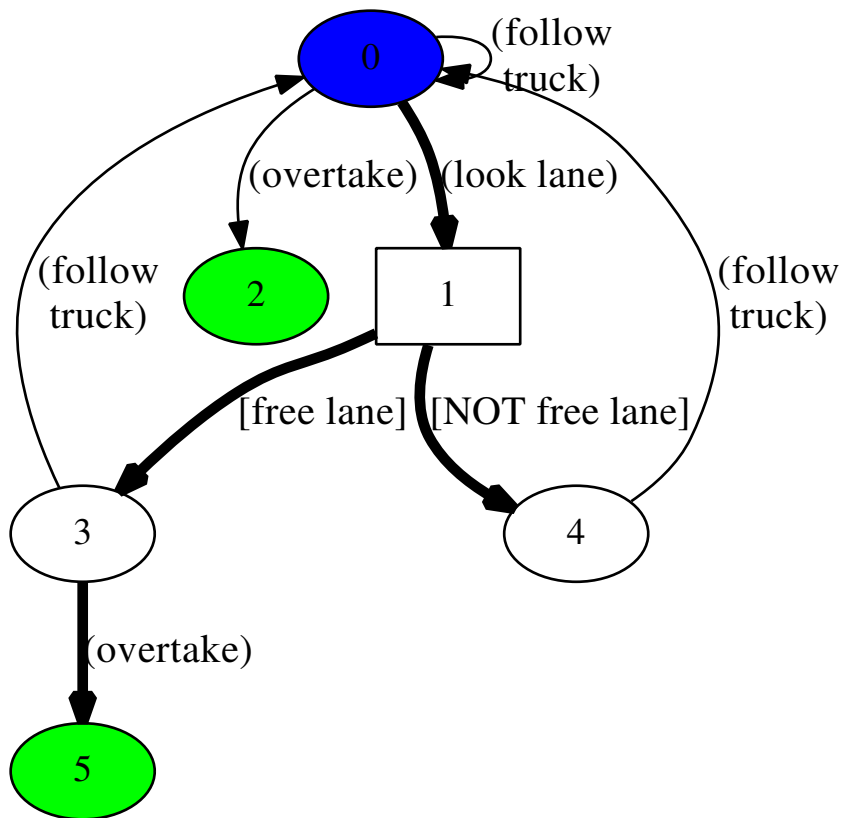 0
(follow
truck)
(overtake)
(look lane)
(follow
truck)
2
1
(follow
truck)
[free lane]
[NOT free lane]
3
4
(overtake)
5